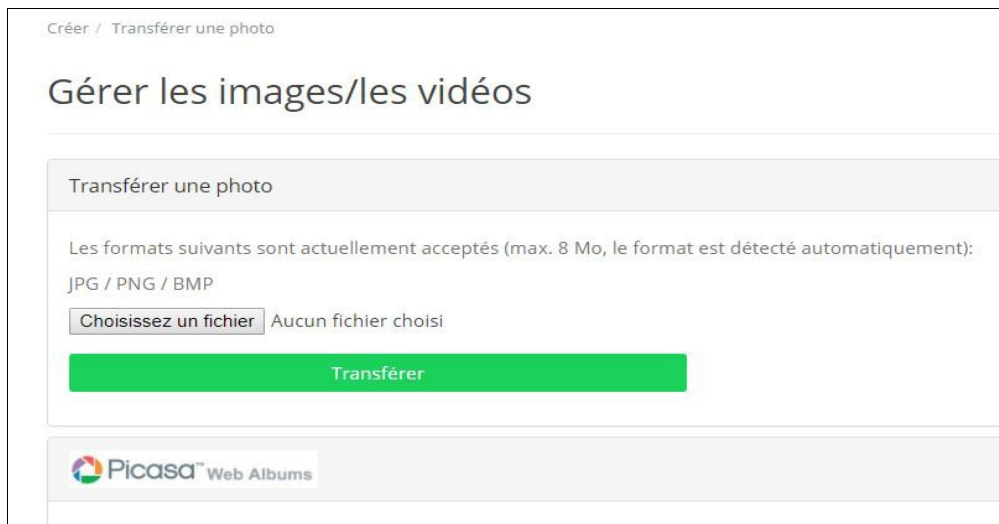 Créer / Transférer une photo
Gérer les images/les vidéos
Transférer une photo
Les formats suivants sont actuellement acceptés (max. 8 Mo, le format est détecté automatiquement):
JPG / PNG / BMP
Choisissez un fichier Aucun fichier choisi
Transférer
Picasa™ Web Albums